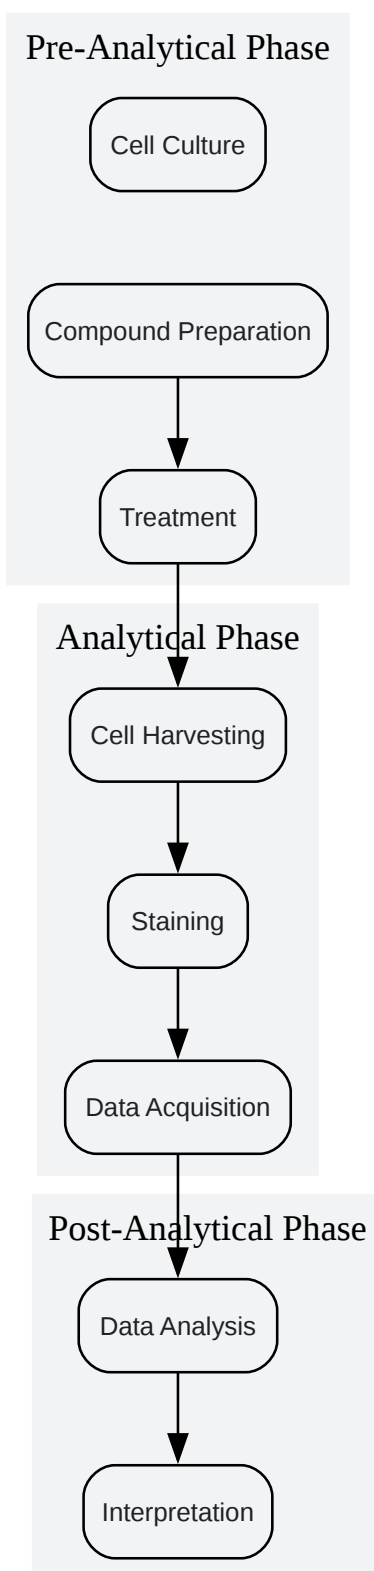 Pre-Analytical Phase
Cell Culture
Compound Preparation
Treatment
Analytical Phase
Cell Harvesting
Staining
Data Acquisition
Post-Analytical Phase
Data Analysis
Interpretation